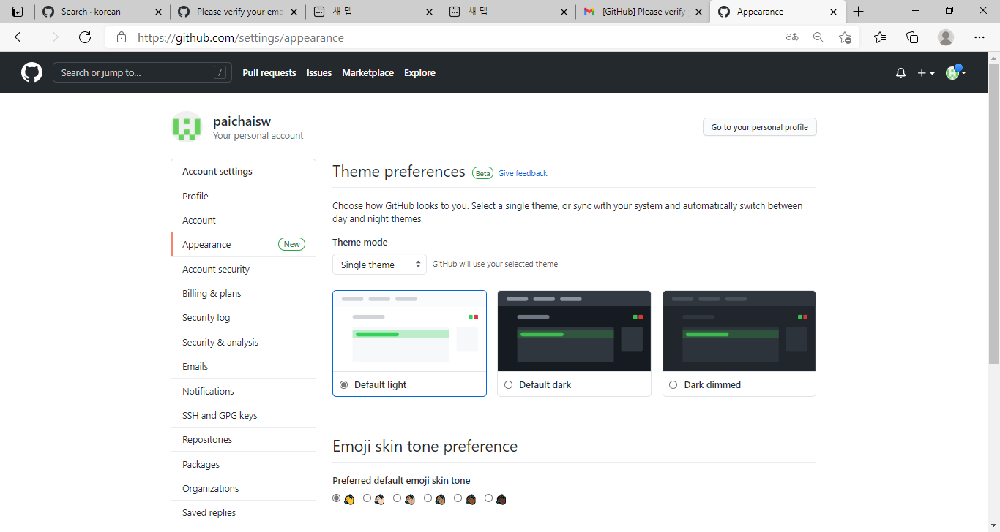 Search · korean
Please verify your ema
새 탭
새 탭
[GitHub] Please verify
Appearance
https://github.com/settings/appearance
ああ
Search or jump to... /
Pull requests Issues Marketplace Explore
paichaisw
Your personal account
Go to your personal profile
Account settings
Profile
Account
Appearance New
Account security
Billing & plans
Security log
Security & analysis
Emails
Notifications
SSH and GPG keys
Repositories
Packages
Organizations
Saved replies
Theme preferences Beta Give feedback
Choose how GitHub looks to you. Select a single theme, or sync with your system and automatically switch between
day and night themes.
Theme mode
Single theme GitHub will use your selected theme
Default light Default dark Dark dimmed
Emoji skin tone preference
Preferred default emoji skin tone